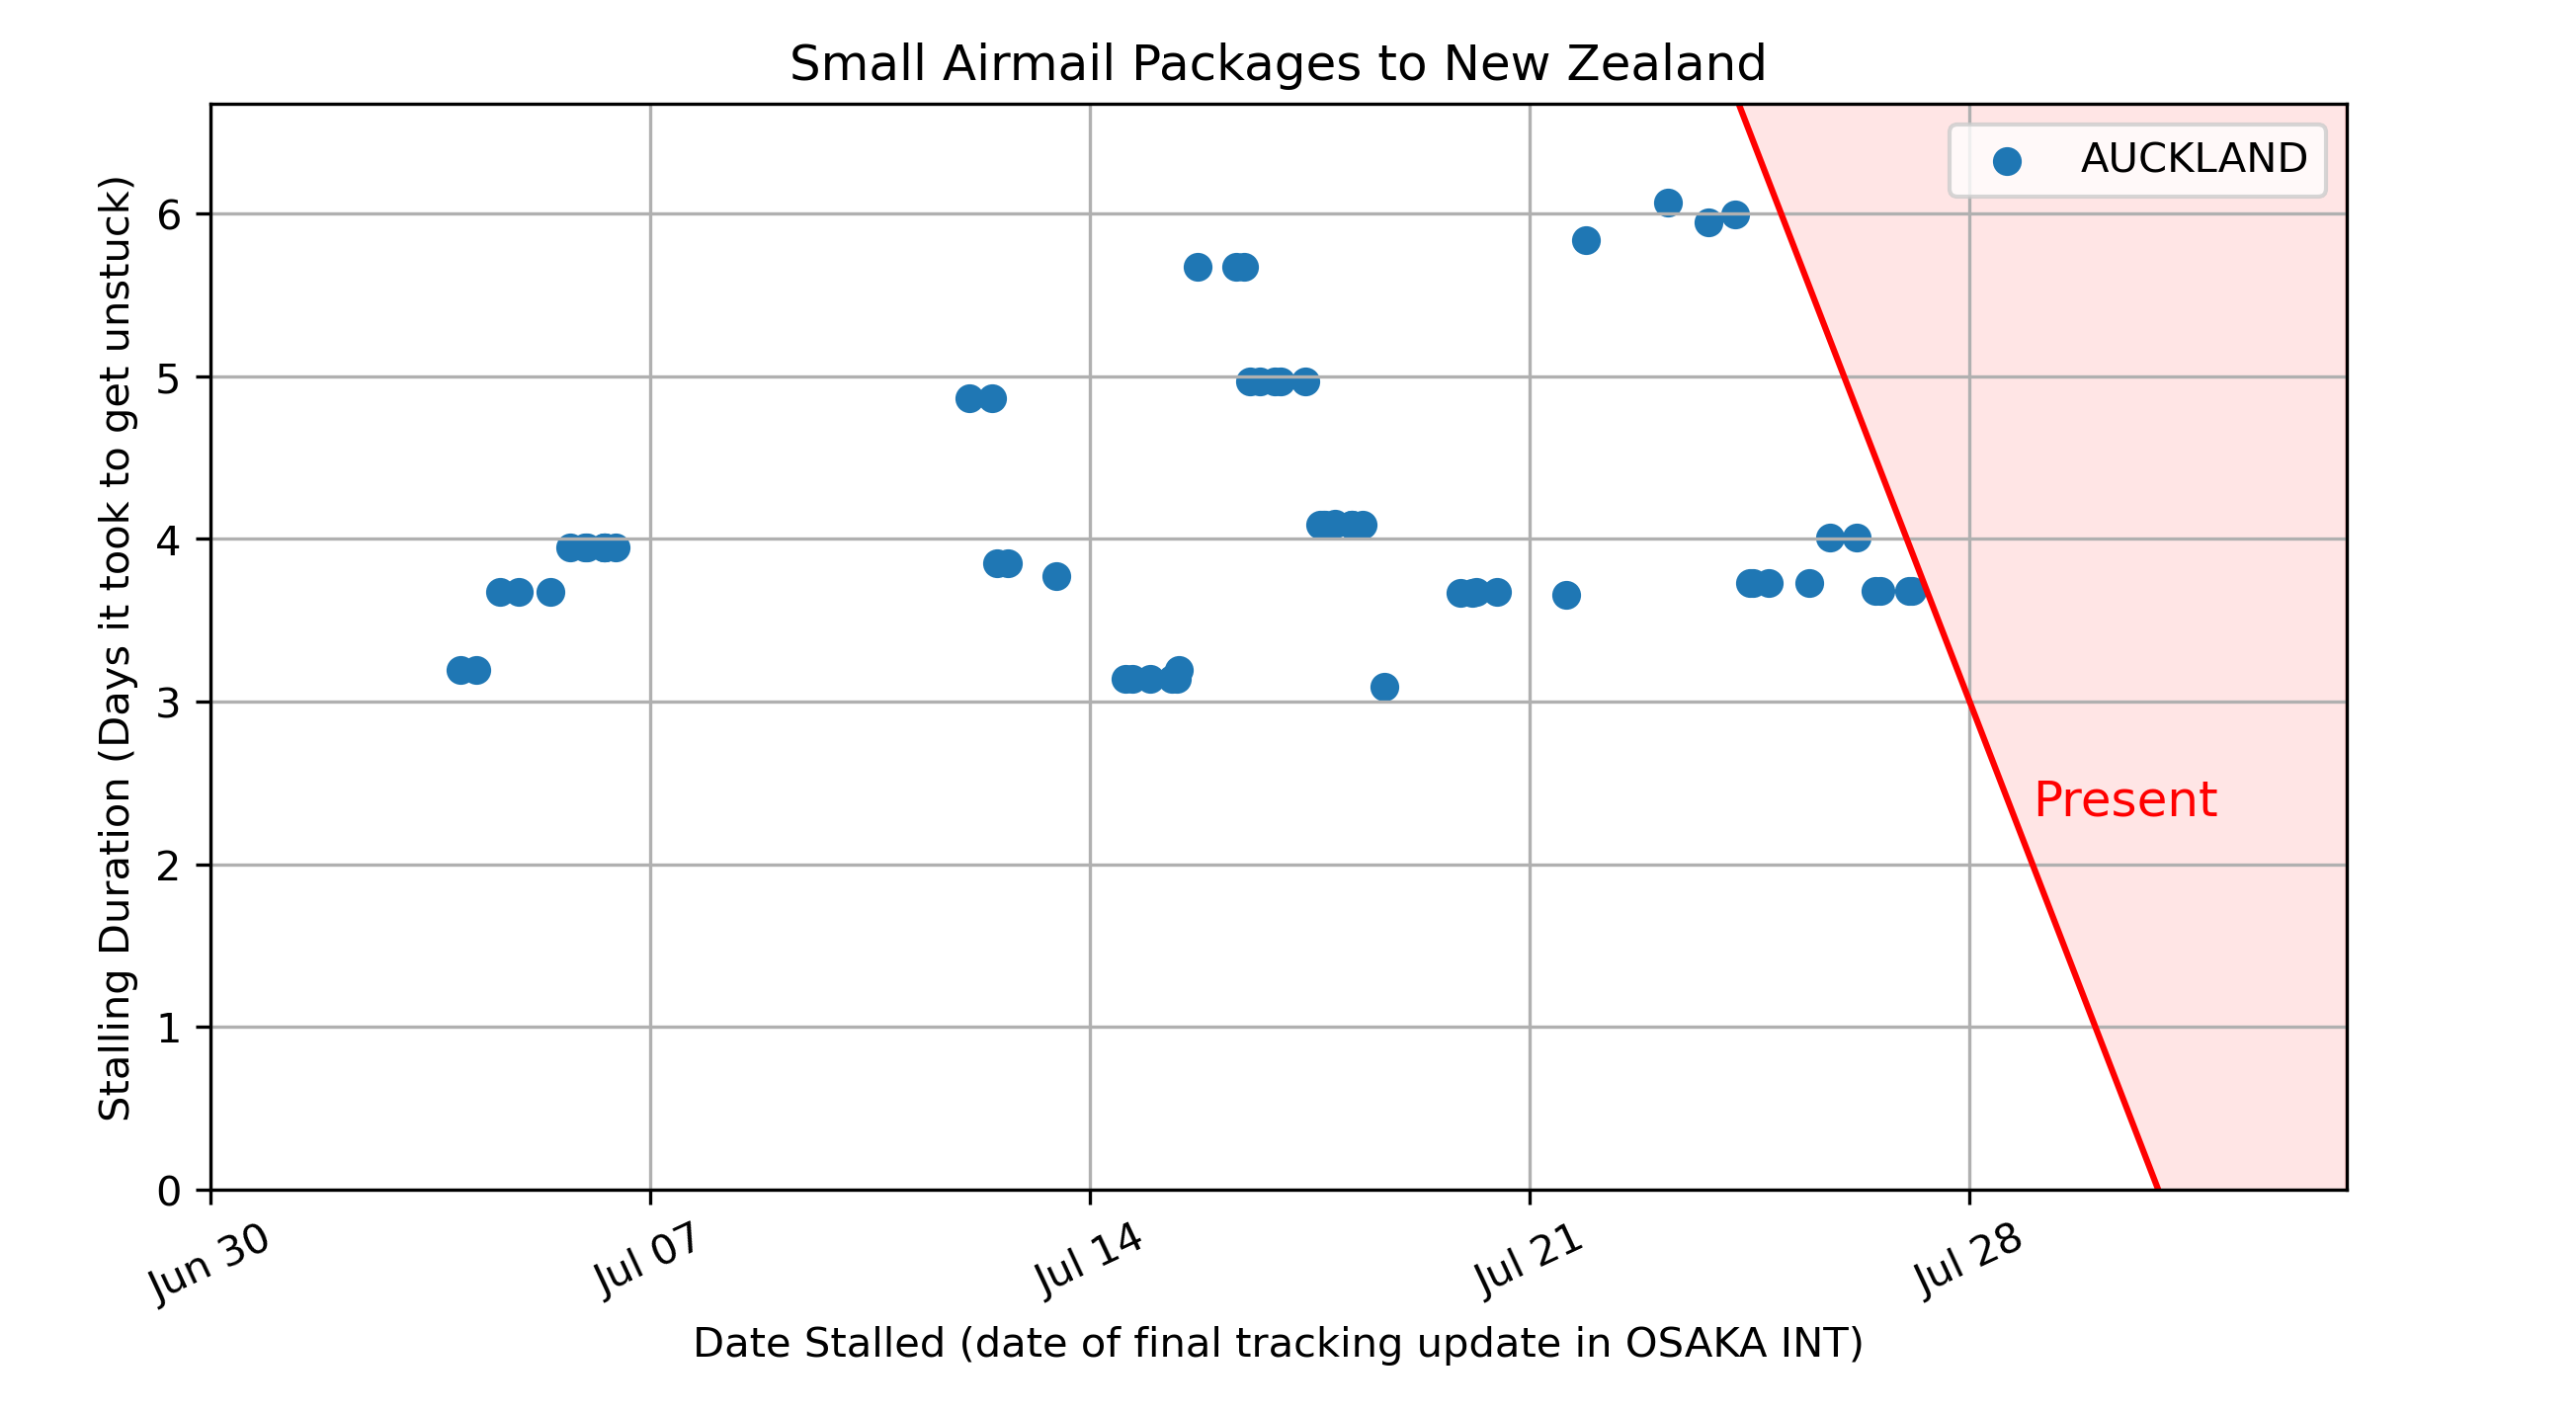 Small Airmail Packages to New Zealand
AUCKLAND
Stalling Duration (Days it took to get unstuck)
6
5
4
3
2
1
0
Present
Jun 30
Jul 07
Jul 14
Jul 21
Jul 28
Date Stalled (date of final tracking update in OSAKA INT)